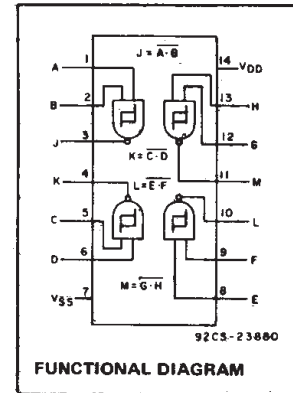 J = A·B
A 1 14 VDD
B 2 13 H
J 3 12 G
K = C·D
11 M
K 4 L = E·F
C 5 10 L
D 6 9 F
VSS 7 M = G·H 8 E
92CS-23880
FUNCTIONAL DIAGRAM